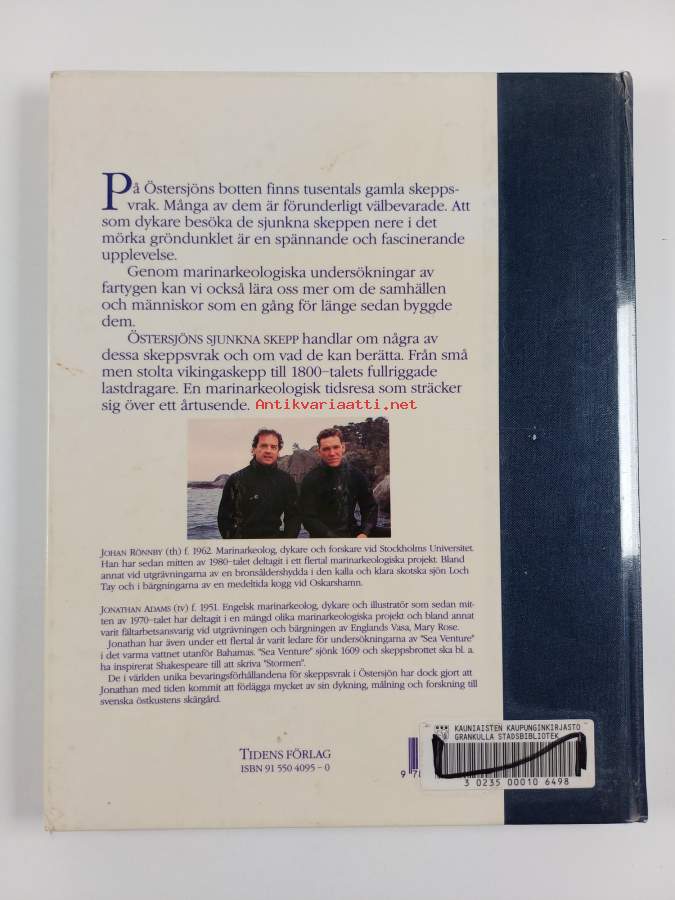 På Östersjöns botten finns tusentals gamla skepps-
vrak. Många av dem är förunderligt välbevarade. Att
som dykare besöka de sjunkna skeppen nere i det
mörka gröndunklet är en spännande och fascinerande
upplevelse.
Genom marinarkeologiska undersökningar av
fartygen kan vi också lära oss mer om de samhällen
och människor som en gång för länge sedan byggde
dem.
ÖSTERSJÖNS SJUNKNA SKEPP handlar om några av
dessa skeppsvrak och om vad de kan berätta. Från små
men stolta vikingaskepp till 1800-talets fullriggade
lastdragare. En marinarkeologisk tidsresa som sträcker
sig över ett årtusende.
Antikvariaatti.net
JOHAN RÖNNBY (th) f. 1962. Marinarkeolog, dykare och forskare vid Stockholms Universitet.
Han har sedan mitten av 1980-talet deltagit i ett flertal marinarkeologiska projekt. Bland
annat vid utgrävningarna av en bronsåldershydda i den kalla och klara skotska sjön Loch
Tay och i bärgningarna av en medeltida kogg vid Oskarshamn.
JONATHAN ADAMS (tv) f. 1951. Engelsk marinarkeolog, dykare och illustratör som sedan mit-
ten av 1970-talet har deltagit i en mängd olika marinarkeologiska projekt och bland annat
varit fältarbetsansvarig vid utgrävningen och bärgningen av Englands Vasa, Mary Rose.
Jonathan har även under ett flertal år varit ledare för undersökningarna av "Sea Venture"
i det varma vattnet utanför Bahamas. "Sea Venture" sjönk 1609 och skeppsbrottet ska bl. a.
ha inspirerat Shakespeare till att skriva "Stormen".
De i världen unika bevaringsförhållandena för skeppsvrak i Östersjön har dock gjort att
Jonathan med tiden kommit att förlägga mycket av sin dykning, målning och forskning till
svenska östkustens skärgård.
TIDENS FÖRLAG
ISBN 91 550 4095-0
9 7
KAUNIAISTEN KAUPUNGINKIRJASTO
GRANKULLA STADSBIBLIOTEK
3 0235 00010 6498